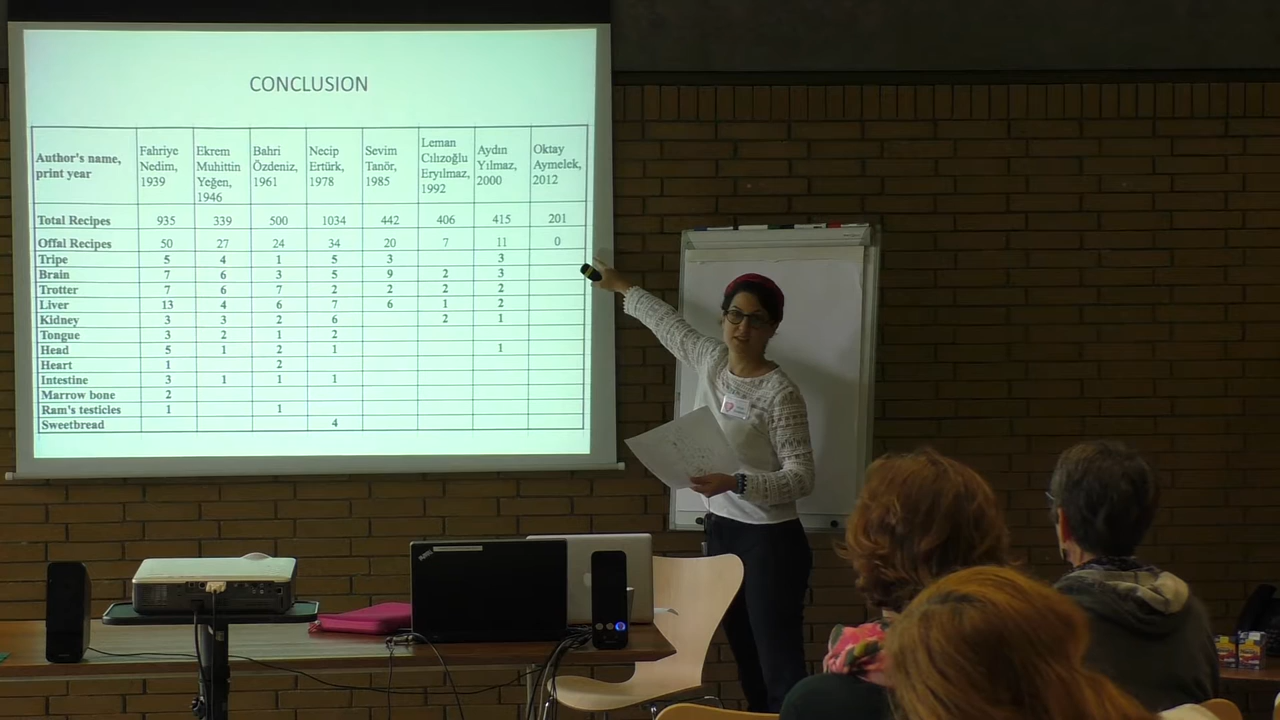 CONCLUSION
Author's name, print year | Fahriye Nedim, 1939 | Ekrem Muhittin Yeğen, 1946 | Bahri Özdeniz, 1961 | Necip Ertürk, 1978 | Sevim Tanör, 1985 | Leman Cılızoğlu Eryılmaz, 1992 | Aydın Yılmaz, 2000 | Oktay Aymelek, 2012
Total Recipes | 935 | 339 | 500 | 1034 | 442 | 406 | 415 | 201
Offal Recipes | 50 | 27 | 24 | 34 | 20 | 7 | 11 | 0
Tripe | 5 | 4 | 1 | 5 | 3 | | 3 |
Brain | 7 | 6 | 3 | 5 | 9 | 2 | 3 |
Trotter | 7 | 6 | 7 | 2 | 2 | 2 | 2 |
Liver | 13 | 4 | 6 | 7 | 6 | 1 | 2 |
Kidney | 3 | 3 | 2 | 6 | | 2 | 1 |
Tongue | 3 | 2 | 1 | 2 | | | |
Head | 5 | 1 | 2 | 1 | | | 1 |
Heart | 1 | | 2 | | | | |
Intestine | 3 | 1 | 1 | 1 | | | |
Marrow bone | 2 | | | | | | |
Ram's testicles | 1 | | 1 | | | | |
Sweetbread | | | | 4 | | | |